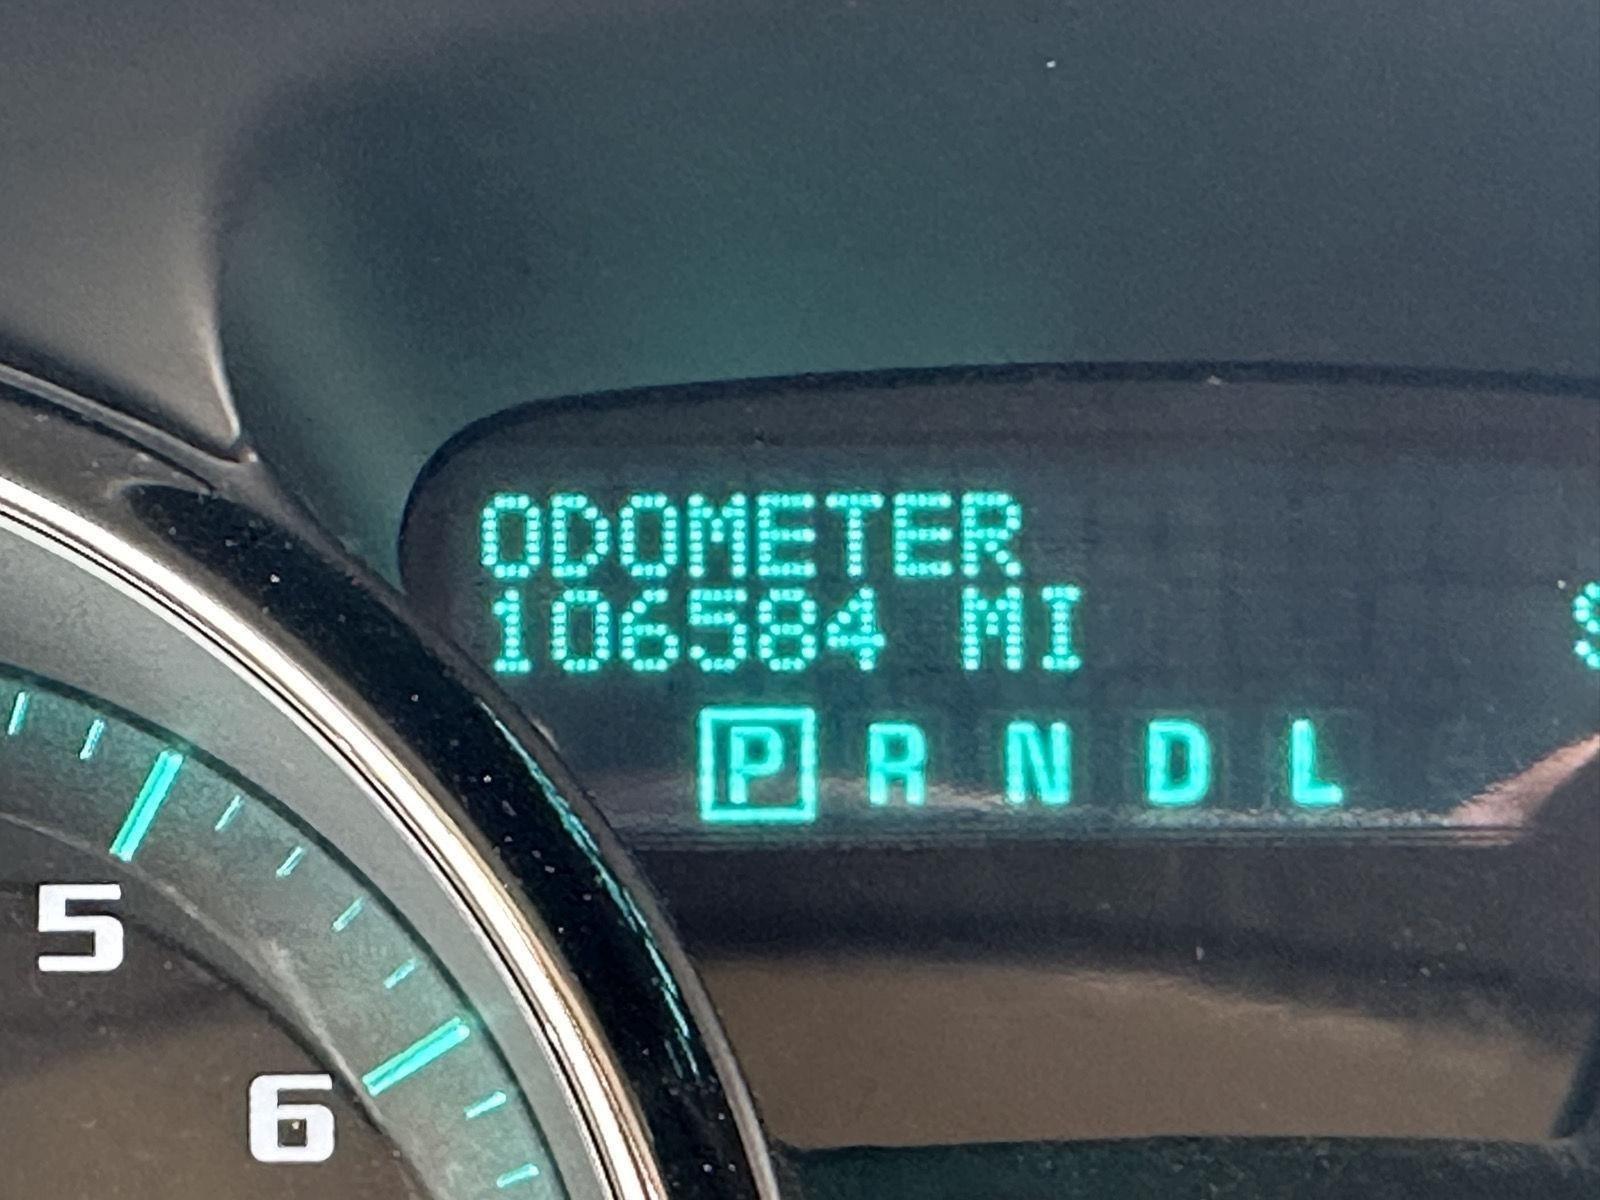 ODOMETER
106584 MI
P R N D L
5
6